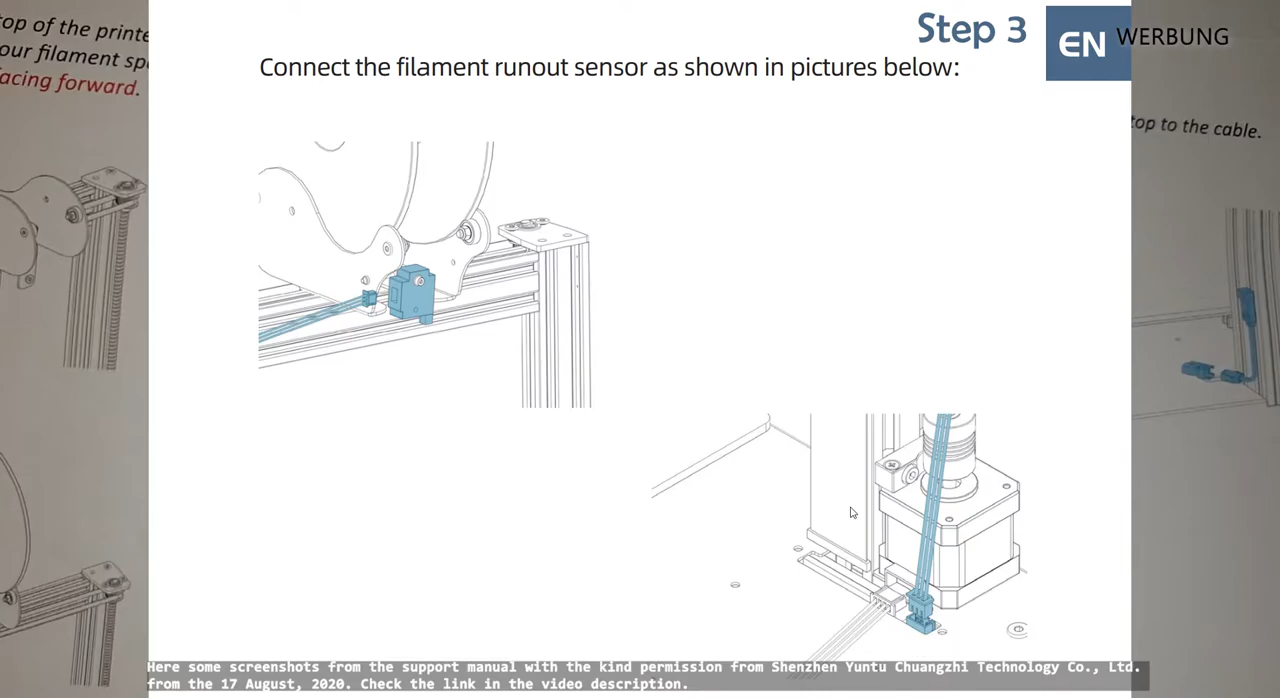 top of the printe
our filament sp
facing forward.
Step 3
EN
WERBUNG
Connect the filament runout sensor as shown in pictures below:
top to the cable.
Here some screenshots from the support manual with the kind permission from Shenzhen Yuntu Chuangzhi Technology Co., Ltd.
from the 17 August, 2020. Check the link in the video description.